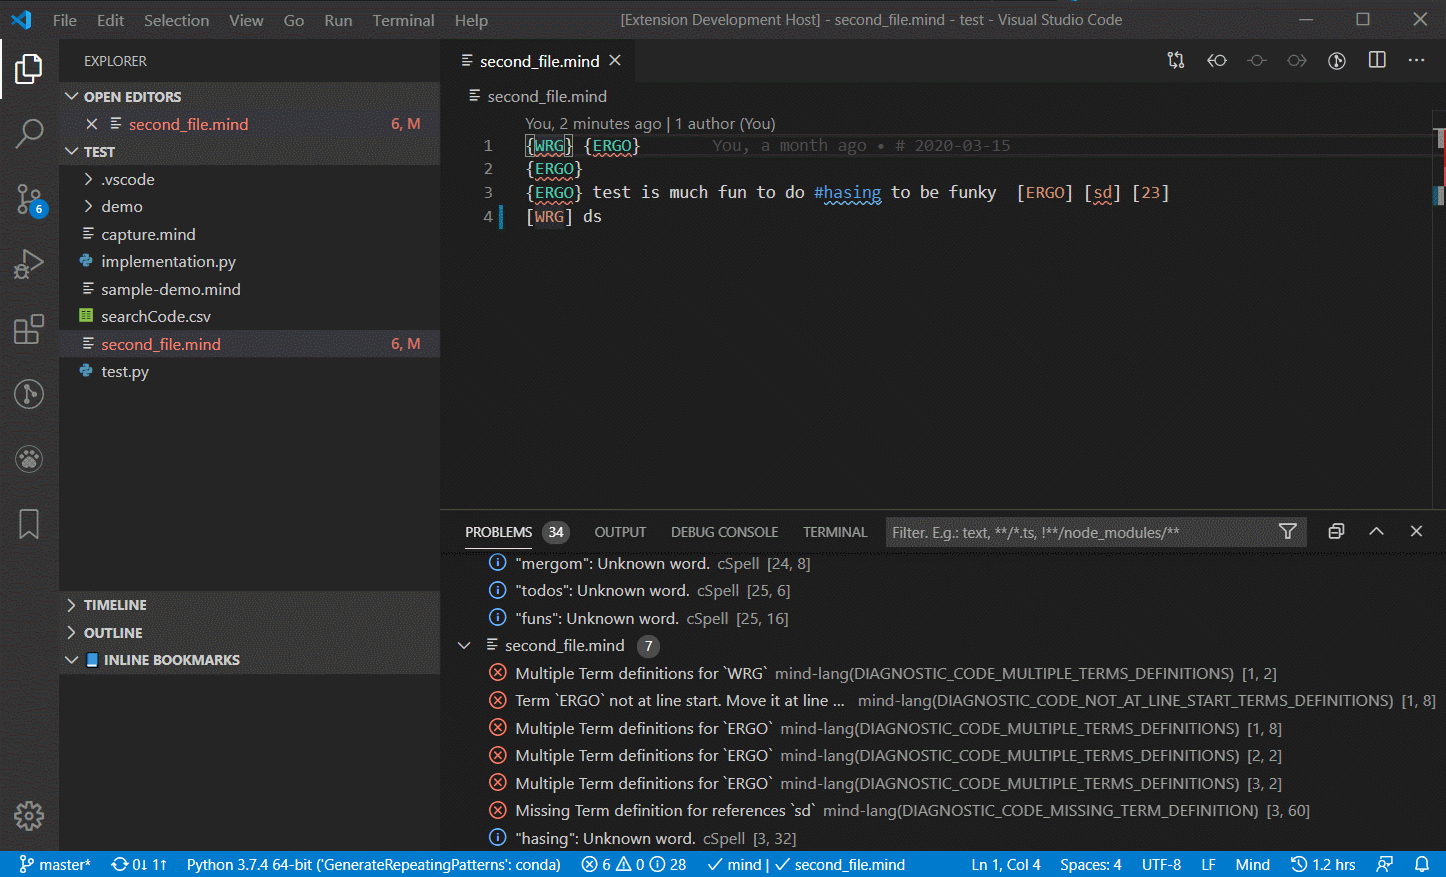 File Edit Selection View Go Run Terminal Help [Extension Development Host] - second_file.mind - test - Visual Studio Code
EXPLORER
OPEN EDITORS
second_file.mind 6, M
TEST
.vscode
demo
capture.mind
implementation.py
sample-demo.mind
searchCode.csv
second_file.mind 6, M
test.py
TIMELINE
OUTLINE
INLINE BOOKMARKS
6
second_file.mind
second_file.mind
You, 2 minutes ago | 1 author (You)
1 {WRG} {ERGO} You, a month ago • # 2020-03-15
2 {ERGO}
3 {ERGO} test is much fun to do #hasing to be funky [ERGO] [sd] [23]
4 [WRG] ds
PROBLEMS 34 OUTPUT DEBUG CONSOLE TERMINAL Filter. E.g.: text, **/*.ts, !**/node_modules/**
"mergom": Unknown word. cSpell [24, 8]
"todos": Unknown word. cSpell [25, 6]
"funs": Unknown word. cSpell [25, 16]
second_file.mind 7
Multiple Term definitions for `WRG` mind-lang(DIAGNOSTIC_CODE_MULTIPLE_TERMS_DEFINITIONS) [1, 2]
Term `ERGO` not at line start. Move it at line ... mind-lang(DIAGNOSTIC_CODE_NOT_AT_LINE_START_TERMS_DEFINITIONS) [1, 8]
Multiple Term definitions for `ERGO` mind-lang(DIAGNOSTIC_CODE_MULTIPLE_TERMS_DEFINITIONS) [1, 8]
Multiple Term definitions for `ERGO` mind-lang(DIAGNOSTIC_CODE_MULTIPLE_TERMS_DEFINITIONS) [2, 2]
Multiple Term definitions for `ERGO` mind-lang(DIAGNOSTIC_CODE_MULTIPLE_TERMS_DEFINITIONS) [3, 2]
Missing Term definition for references `sd` mind-lang(DIAGNOSTIC_CODE_MISSING_TERM_DEFINITION) [3, 60]
"hasing": Unknown word. cSpell [3, 32]
master* 0↓ 1↑ Python 3.7.4 64-bit ('GenerateRepeatingPatterns': conda) 6 0 28 mind | second_file.mind Ln 1, Col 4 Spaces: 4 UTF-8 LF Mind 1.2 hrs